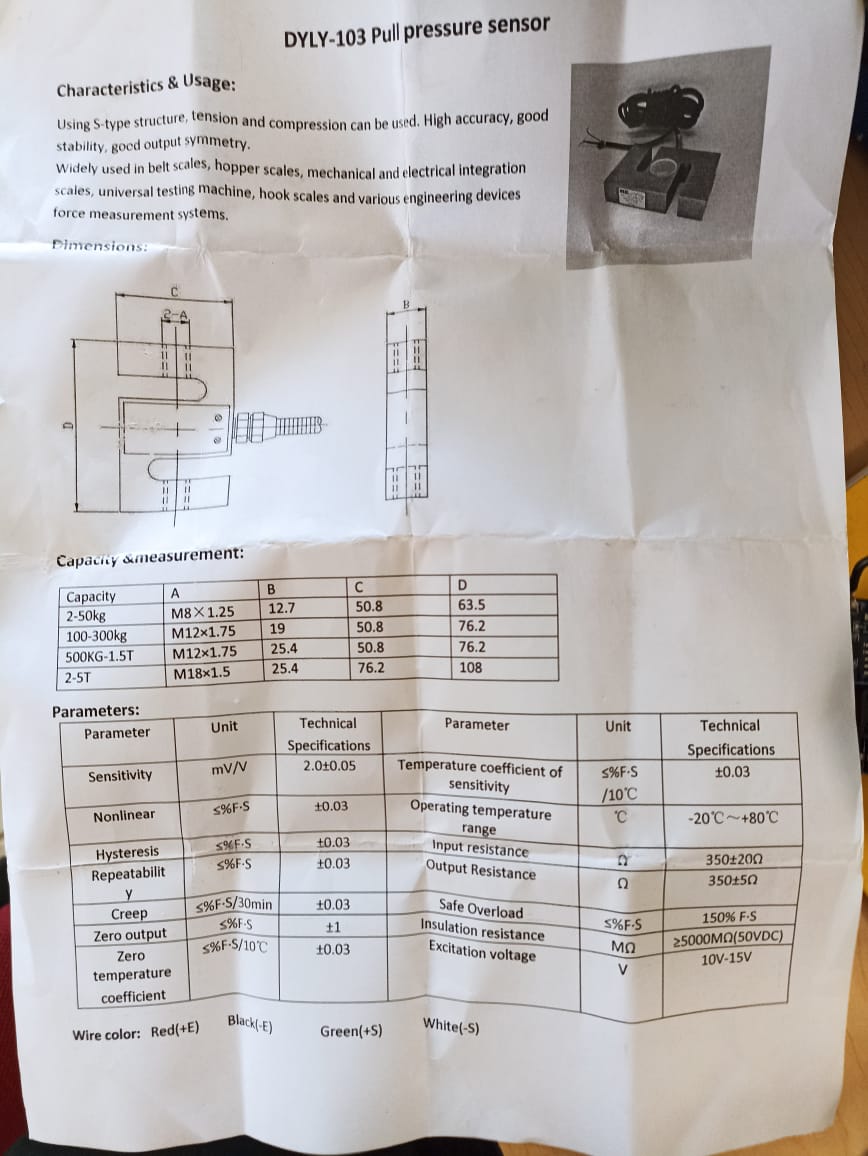 DYLY-103 Pull pressure sensor
Characteristics & Usage:
Using S-type structure, tension and compression can be used. High accuracy, good
stability, good output symmetry.
Widely used in belt scales, hopper scales, mechanical and electrical integration
scales, universal testing machine, hook scales and various engineering devices
force measurement systems.
Dimensions:
C
2-A
D
B
Capacity &measurement:
Capacity A B C D
2-50kg M8×1.25 12.7 50.8 63.5
100-300kg M12×1.75 19 50.8 76.2
500KG-1.5T M12×1.75 25.4 50.8 76.2
2-5T M18×1.5 25.4 76.2 108
Parameters:
Parameter Unit Technical Parameter Unit Technical
Specifications Specifications
Sensitivity mV/V 2.0±0.05 Temperature coefficient of ≤%F·S ±0.03
sensitivity /10℃
Nonlinear ≤%F·S ±0.03 Operating temperature ℃ -20℃～+80℃
range
Hysteresis ≤%F·S ±0.03 Input resistance Ω 350±20Ω
Repeatabilit ≤%F·S ±0.03 Output Resistance Ω 350±5Ω
y
Creep ≤%F·S/30min ±0.03 Safe Overload ≤%F·S 150% F·S
Zero output ≤%F·S ±1 Insulation resistance MΩ ≥5000MΩ(50VDC)
Zero ≤%F·S/10℃ ±0.03 Excitation voltage V 10V-15V
temperature
coefficient
Wire color: Red(+E) Black(-E) Green(+S) White(-S)